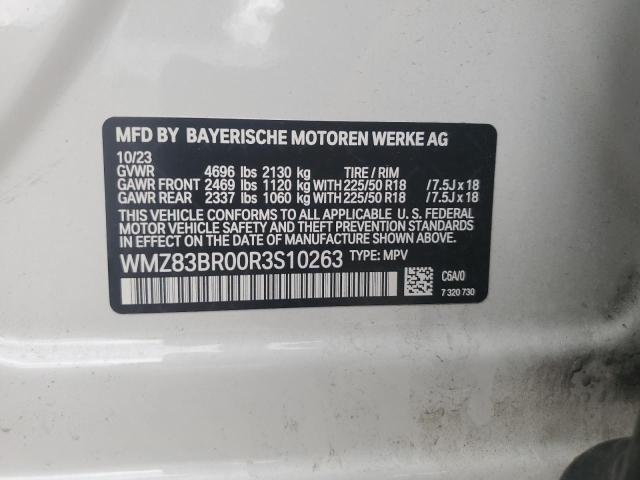 MFD BY BAYERISCHE MOTOREN WERKE AG
10/23
GVWR 4696 lbs 2130 kg TIRE / RIM
GAWR FRONT 2469 lbs 1120 kg WITH 225/50 R18 / 7.5J x 18
GAWR REAR 2337 lbs 1060 kg WITH 225/50 R18 / 7.5J x 18
THIS VEHICLE CONFORMS TO ALL APPLICABLE U. S. FEDERAL
MOTOR VEHICLE SAFETY, BUMPER, AND THEFT PREVENTION STANDARDS
IN EFFECT ON THE DATE OF MANUFACTURE SHOWN ABOVE.
WMZ83BR00R3S10263 TYPE: MPV
C6A/0
7 320 730